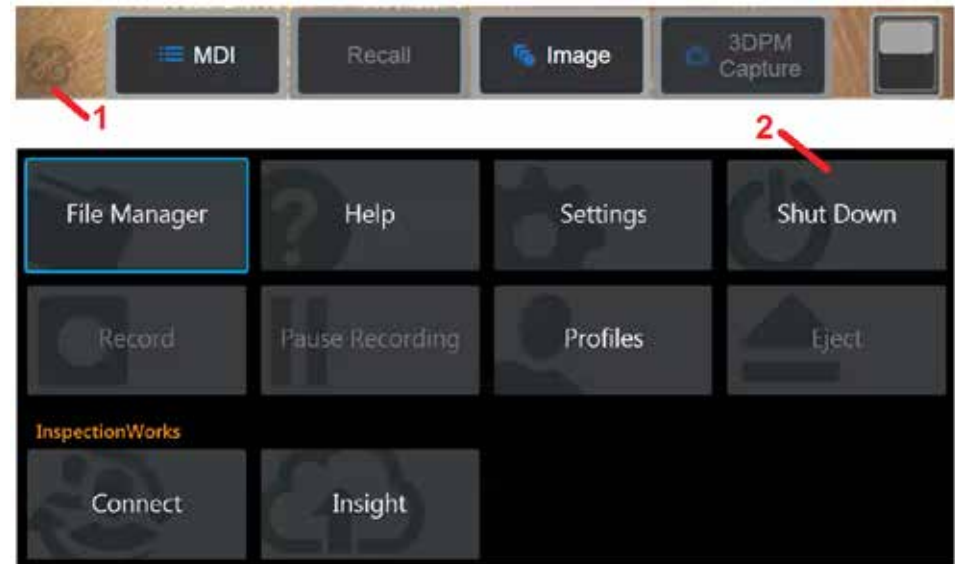 MDI
Recall
Image
3DPM
Capture
1
2
File Manager
Help
Settings
Shut Down
Record
Pause Recording
Profiles
Eject
InspectionWorks
Connect
Insight